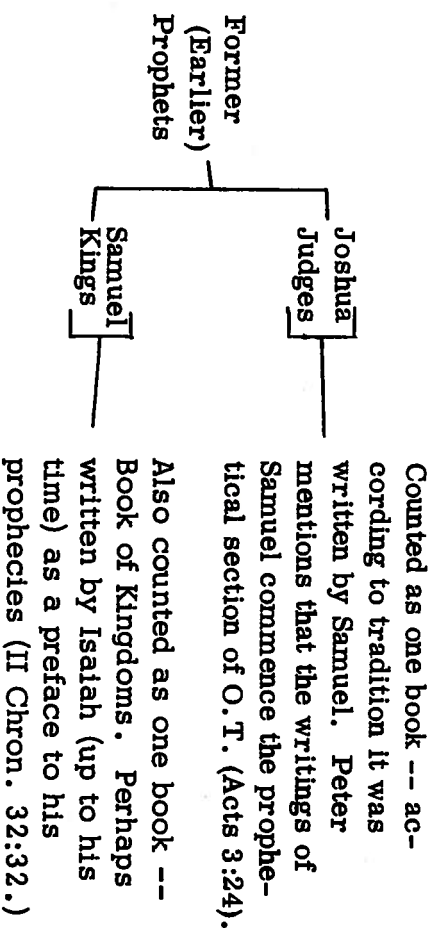 Former
(Earlier)
Prophets
Joshua
Judges
Counted as one book -- ac-
cording to tradition it was
written by Samuel. Peter
mentions that the writings of
Samuel commence the prophe-
tical section of O. T. (Acts 3:24).
Samuel
Kings
Also counted as one book --
Book of Kingdoms. Perhaps
written by Isaiah (up to his
time) as a preface to his
prophecies (II Chron. 32:32.)